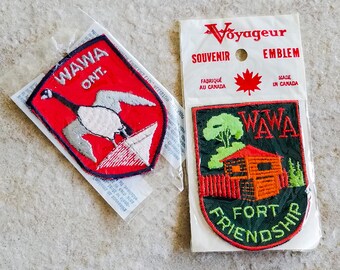 WAWA
ONT.
Voyageur
SOUVENIR EMBLEM
FABRIQUÉ MADE
AU CANADA IN CANADA
WAWA
FORT
FRIENDSHIP